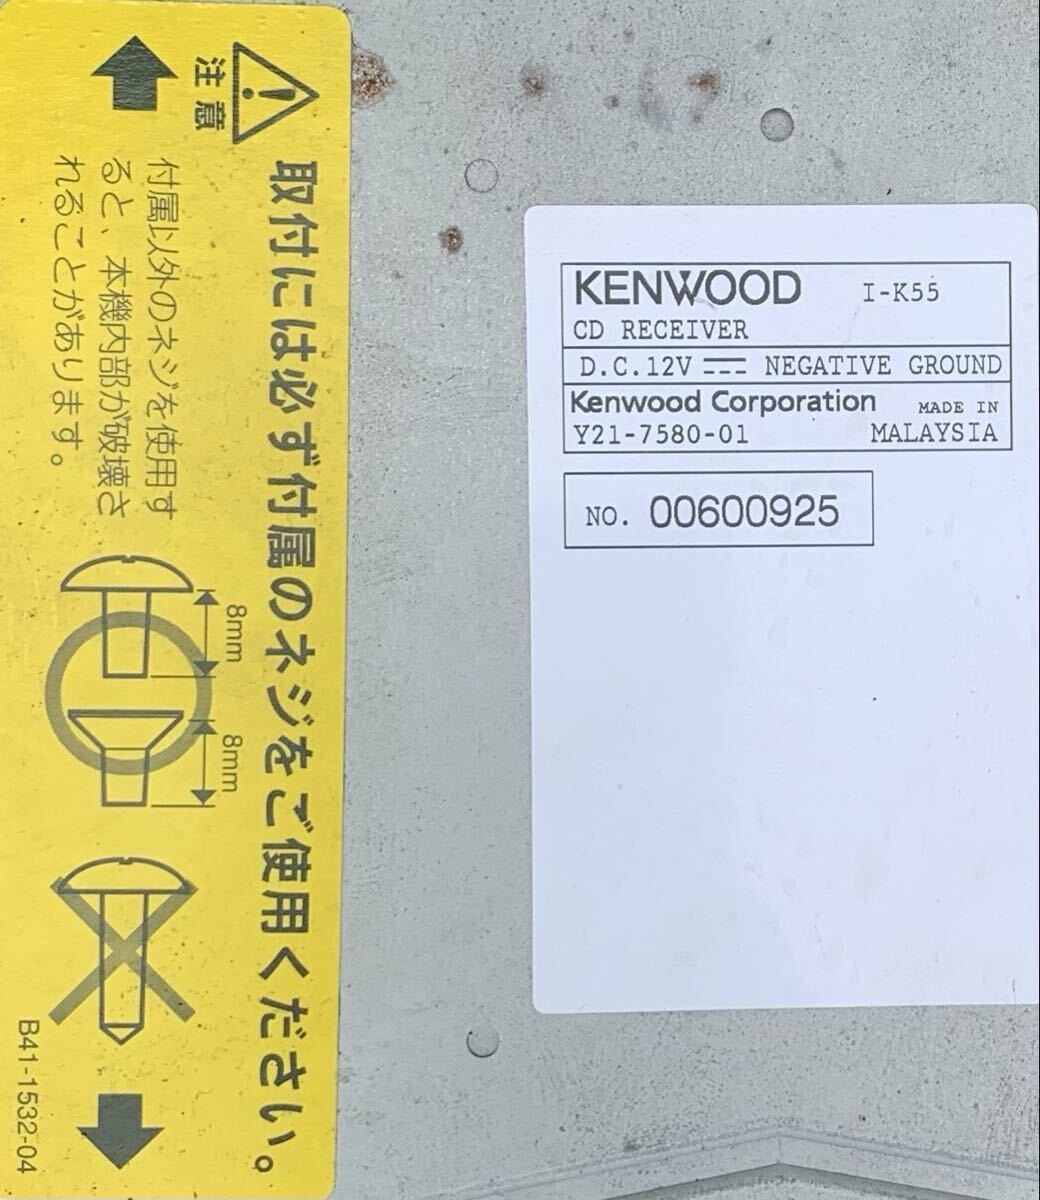 注意
取付には必ず付属のネジをご使用ください。
付属以外のネジを使用す
ると、本機内部が破壊さ
れることがあります。
8mm
8mm
B41-1532-04
KENWOOD I-K55
CD RECEIVER
D.C.12V NEGATIVE GROUND
Kenwood Corporation MADE IN
Y21-7580-01 MALAYSIA
NO. 00600925